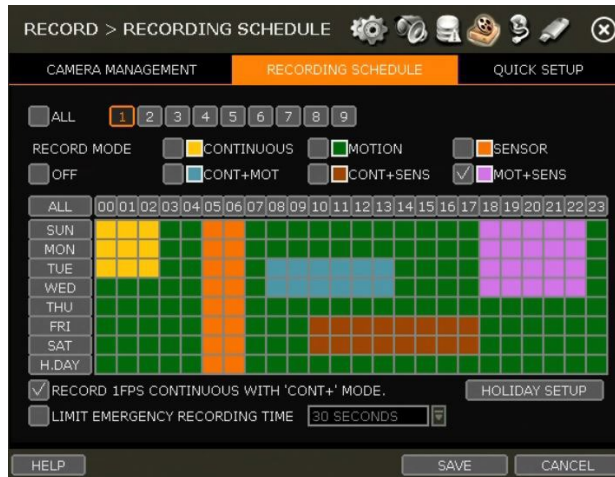 RECORD > RECORDING SCHEDULE
CAMERA MANAGEMENT RECORDING SCHEDULE QUICK SETUP
ALL 1 2 3 4 5 6 7 8 9
RECORD MODE CONTINUOUS MOTION SENSOR
OFF CONT+MOT CONT+SENS MOT+SENS
ALL 00 01 02 03 04 05 06 07 08 09 10 11 12 13 14 15 16 17 18 19 20 21 22 23
SUN
MON
TUE
WED
THU
FRI
SAT
H.DAY
RECORD 1FPS CONTINUOUS WITH 'CONT+' MODE. HOLIDAY SETUP
LIMIT EMERGENCY RECORDING TIME 30 SECONDS
HELP SAVE CANCEL